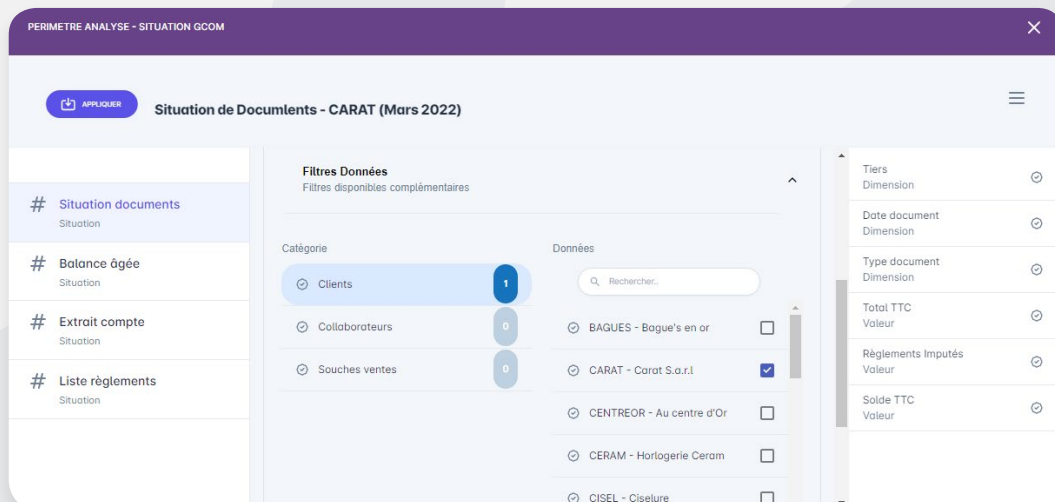 PERIMETRE ANALYSE - SITUATION GCOM
APPLIQUER
Situation de Documlents - CARAT (Mars 2022)
# Situation documents
Situation
# Balance âgée
Situation
# Extrait compte
Situation
# Liste règlements
Situation
Filtres Données
Filtres disponibles complémentaires
Catégorie
Clients 1
Collaborateurs 0
Souches ventes 0
Données
Rechercher..
BAGUES - Bague's en or
CARAT - Carat S.a.r.l
CENTREOR - Au centre d'Or
CERAM - Horlogerie Ceram
CISEL - Ciselure
Tiers
Dimension
Date document
Dimension
Type document
Dimension
Total TTC
Valeur
Règlements Imputés
Valeur
Solde TTC
Valeur